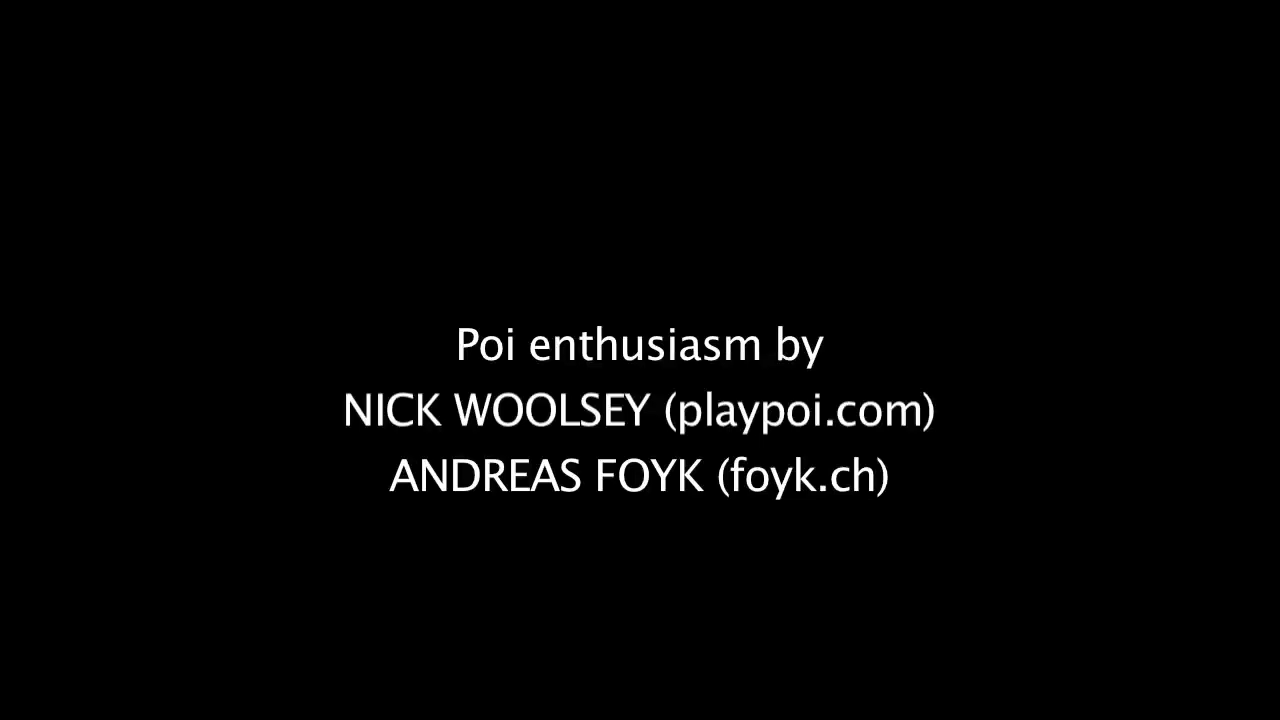 Poi enthusiasm by
NICK WOOLSEY (playpoi.com)
ANDREAS FOYK (foyk.ch)